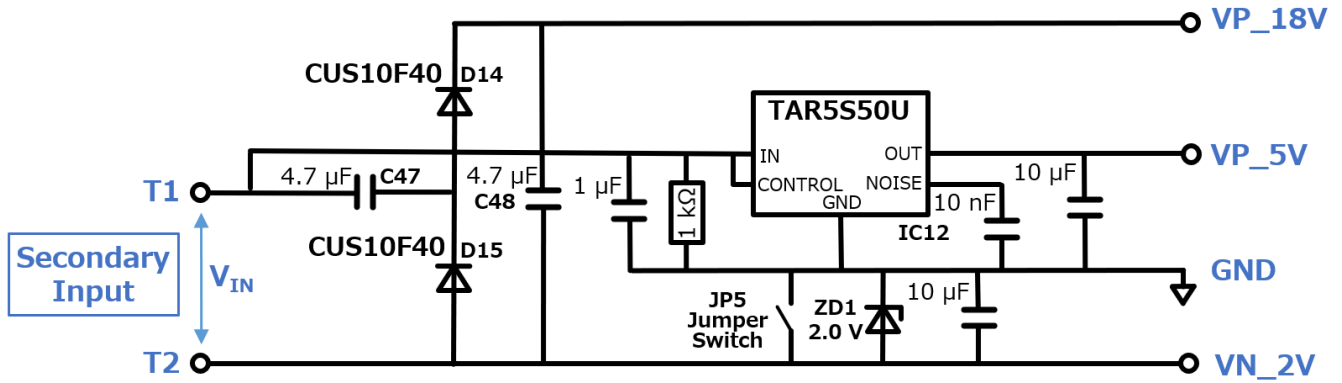 VP_18V
CUS10F40 D14
TAR5S50U
IN
OUT
VP_5V
4.7 µF C47
4.7 µF
C48
1 µF
1 kΩ
CONTROL
NOISE
GND
10 µF
10 nF
IC12
T1
CUS10F40 D15
Secondary
Input
VIN
GND
JP5
Jumper
Switch
ZD1
2.0 V
10 µF
T2
VN_2V